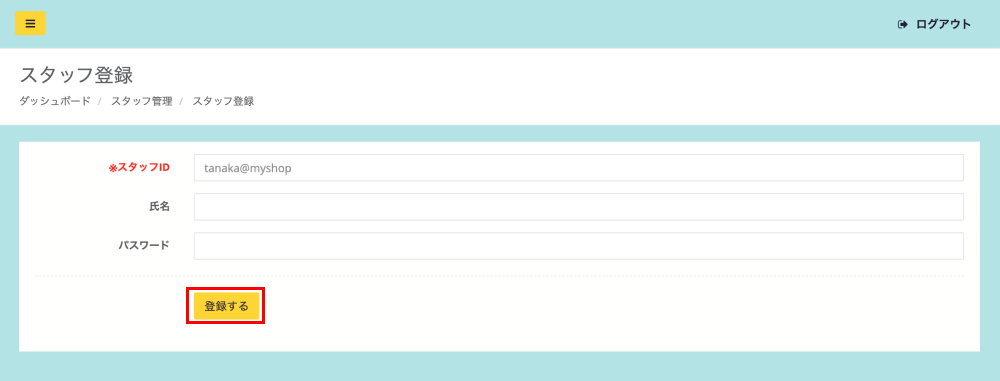 ログアウト
スタッフ登録
ダッシュボード / スタッフ管理 / スタッフ登録
※スタッフID tanaka@myshop
氏名
パスワード
登録する